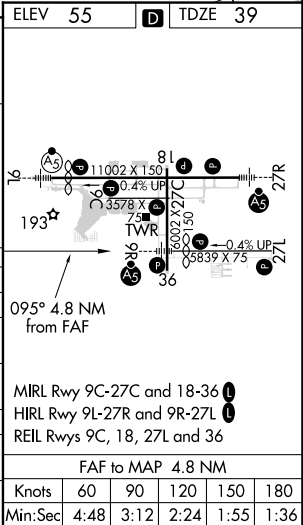 ELEV 55 D TDZE 39
A5 P P P
11002 X 150 18
9L 27R
0.4% UP
9C P 3578 X P 27C A5
193 75 TWR 6002 X 150
9R P 0.4% UP
A5 P 5839 X 75 27L P
36
095° 4.8 NM
from FAF
MIRL Rwy 9C-27C and 18-36 L
HIRL Rwy 9L-27R and 9R-27L L
REIL Rwys 9C, 18, 27L and 36
FAF to MAP 4.8 NM
Knots 60 90 120 150 180
Min:Sec 4:48 3:12 2:24 1:55 1:36